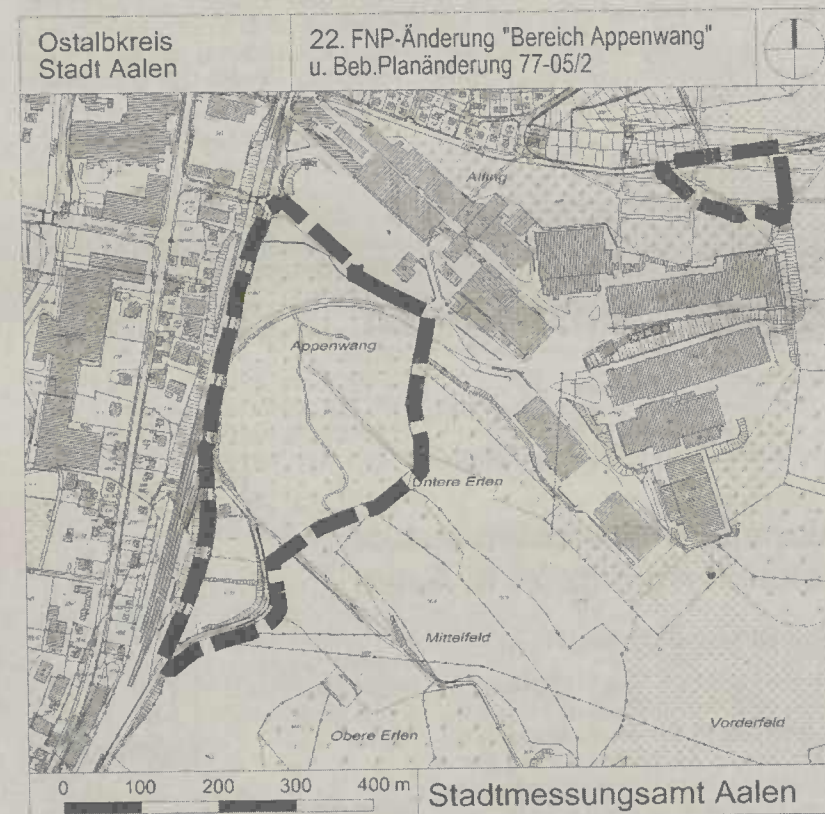 Ostalbkreis
Stadt Aalen
22. FNP-Änderung "Bereich Appenwang"
u. Beb.Planänderung 77-05/2
Alfing
Appenwang
Untere Erlen
Mittelfeld
Obere Erlen
Vorderfeld
0 100 200 300 400 m
Stadtmessungsamt Aalen